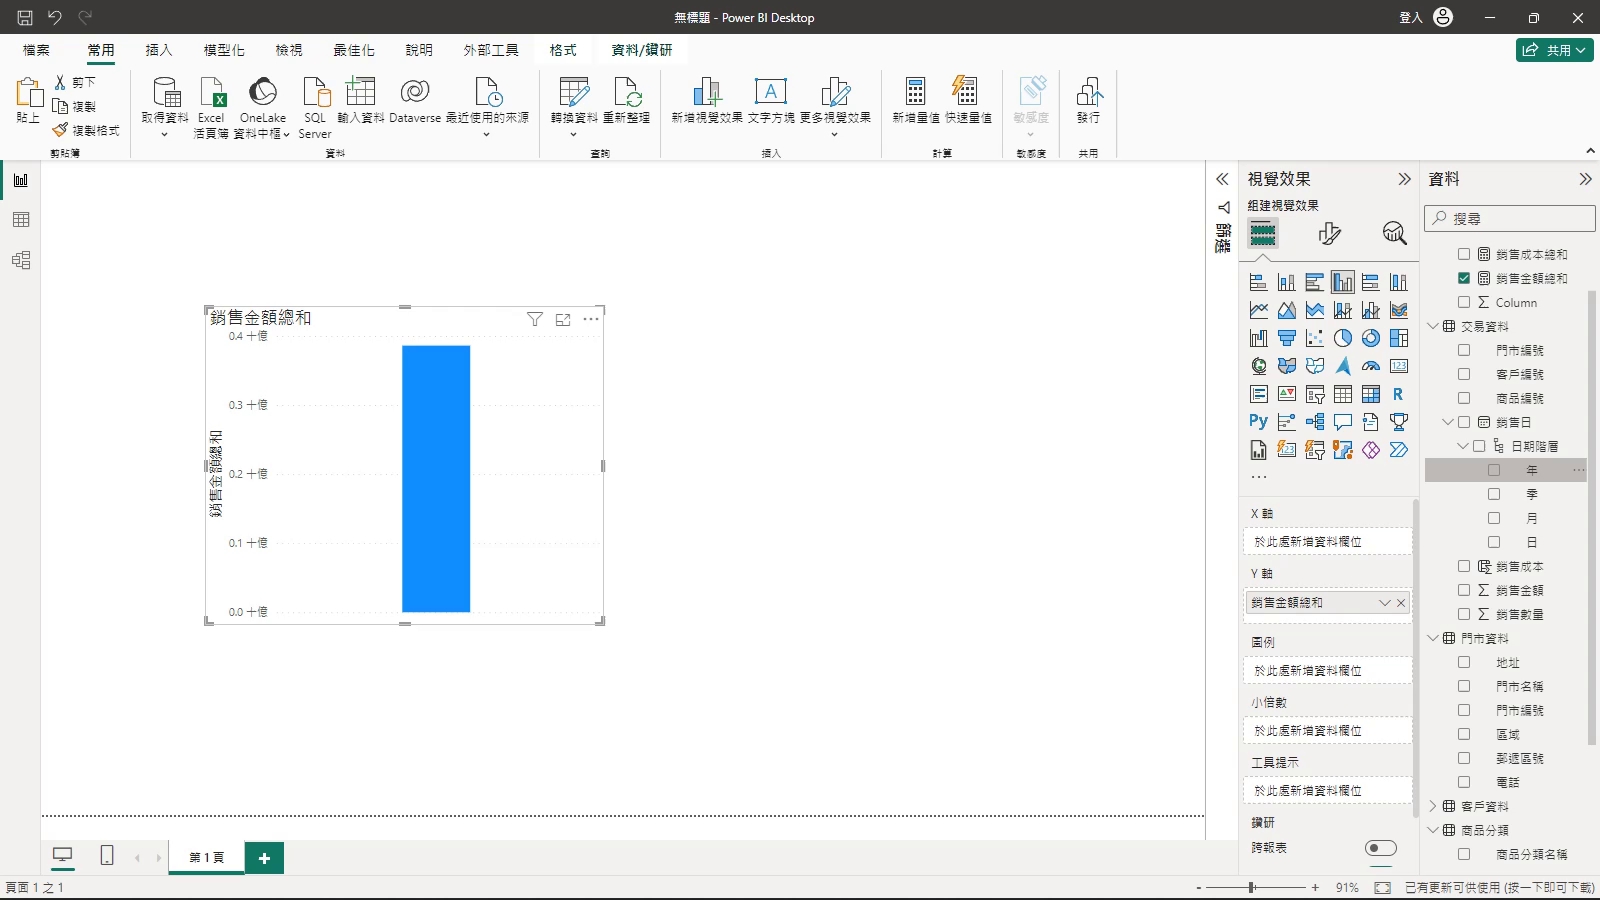 無標題 - Power BI Desktop
登入
檔案 常用 插入 模型化 檢視 最佳化 說明 外部工具 格式 資料/鑽研
共用
貼上
剪下
複製
複製格式
剪貼簿
取得資料
Excel
活頁簿
OneLake
資料中樞
SQL
Server
輸入資料
Dataverse
最近使用的來源
資料
轉換資料
重新整理
查詢
新增視覺效果
文字方塊
更多視覺效果
插入
新增量值
快速量值
計算
敏感度
敏感度
發行
共用
銷售金額總和
0.4 十億
0.3 十億
0.2 十億
0.1 十億
0.0 十億
銷售金額總和
篩選
視覺效果
組建視覺效果
123
R
Py
123
X 軸
於此處新增資料欄位
Y 軸
銷售金額總和
圖例
於此處新增資料欄位
小倍數
於此處新增資料欄位
工具提示
於此處新增資料欄位
鑽研
跨報表
資料
搜尋
銷售成本總和
銷售金額總和
Column
交易資料
門市編號
客戶編號
商品編號
銷售日
日期階層
年
季
月
日
銷售成本
銷售金額
銷售數量
門市資料
地址
門市名稱
門市編號
區域
郵遞區號
電話
客戶資料
商品分類
商品分類名稱
第 1 頁
頁面 1 之 1
- + 91%
已有更新可供使用 (按一下即可下載)